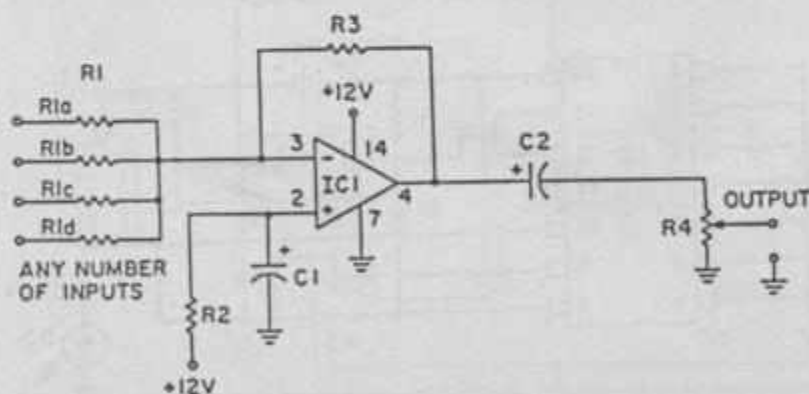 R3
R1
+12V
R1a
C2
+
R1b
3
-
14
IC1
4
OUTPUT
R1c
2
+
7
R4
R1d
+
ANY NUMBER
OF INPUTS
C1
R2
+12V